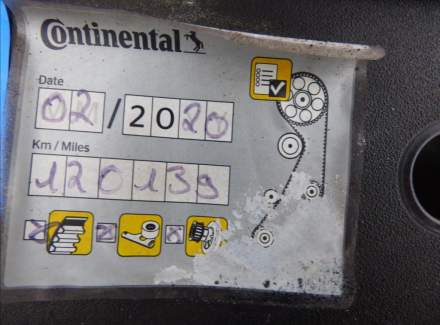 Continental
Date
02/2020
Km / Miles
120139